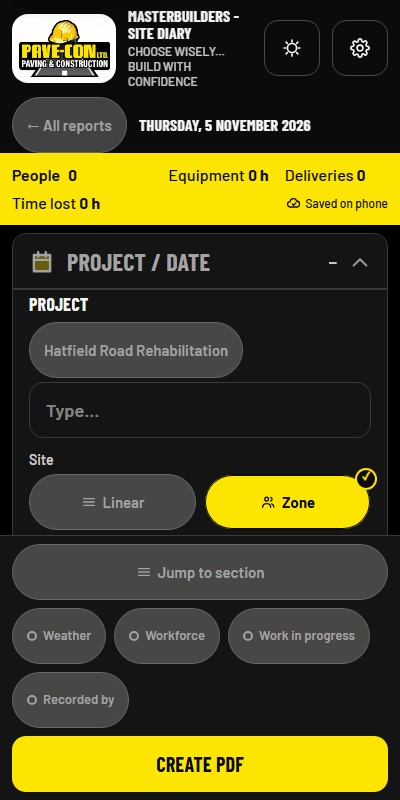 PAVE-CON LTD.
PAVING & CONSTRUCTION
MASTERBUILDERS -
SITE DIARY
CHOOSE WISELY...
BUILD WITH
CONFIDENCE
← All reports
THURSDAY, 5 NOVEMBER 2026
People 0
Equipment 0 h
Deliveries 0
Time lost 0 h
Saved on phone
PROJECT / DATE
–
PROJECT
Hatfield Road Rehabilitation
Type...
Site
Linear
Zone
Jump to section
Weather
Workforce
Work in progress
Recorded by
CREATE PDF